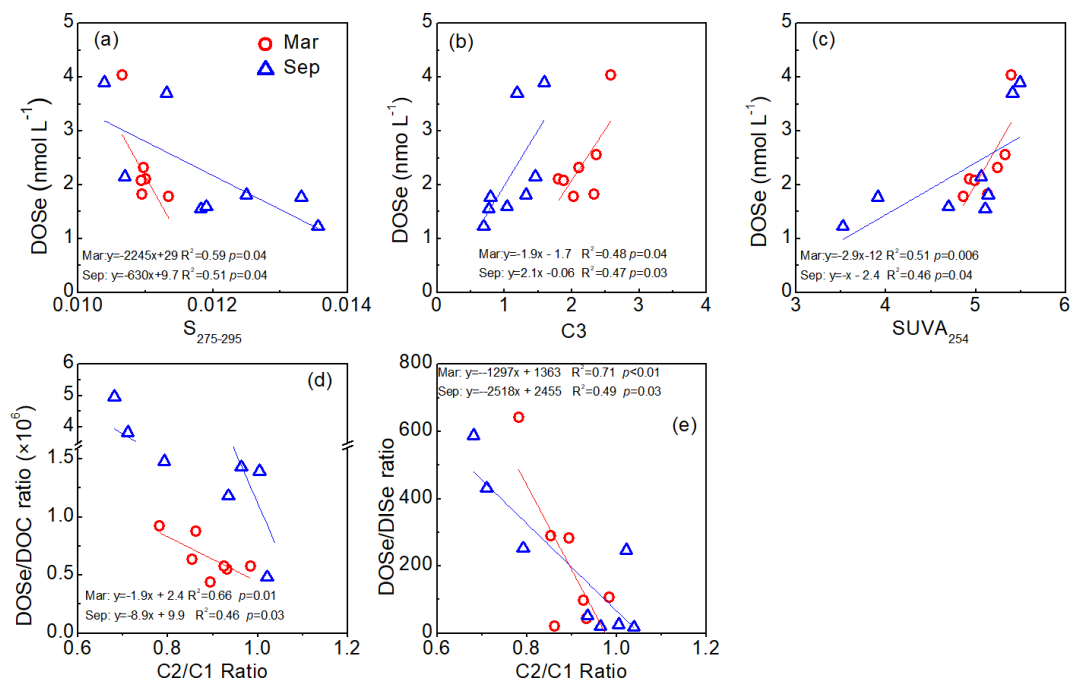 (a)
Mar
Sep
DOSe (nmol L⁻¹)
5
4
3
2
1
0
Mar:y=-2245x+29 R²=0.59 p=0.04
Sep: y=-630x+9.7 R²=0.51 p=0.04
0.010
0.012
0.014
S₂₇₅₋₂₉₅
(b)
DOSe (nmol L⁻¹)
5
4
3
2
1
0
Mar:y=-1.9x - 1.7 R²=0.48 p=0.04
Sep: y=2.1x -0.06 R²=0.47 p=0.03
0
1
2
3
4
C3
(c)
DOSe (nmol L⁻¹)
5
4
3
2
1
0
Mar:y=-2.9x-12 R²=0.51 p=0.006
Sep:y=-x - 2.4 R²=0.46 p=0.04
3
4
5
6
SUVA₂₅₄
(d)
DOSe/DOC ratio (×10⁶)
6
5
4
1.5
1.0
0.5
0.0
Mar: y=-1.9x + 2.4 R²=0.66 p=0.01
Sep: y=-8.9x + 9.9 R²=0.46 p=0.03
0.6
0.8
1.0
1.2
C2/C1 Ratio
Mar: y=--1297x + 1363 R²=0.71 p<0.01
Sep: y=--2518x + 2455 R²=0.49 p=0.03
(e)
DOSe/DISe ratio
800
600
400
200
0
0.6
0.8
1.0
1.2
C2/C1 Ratio